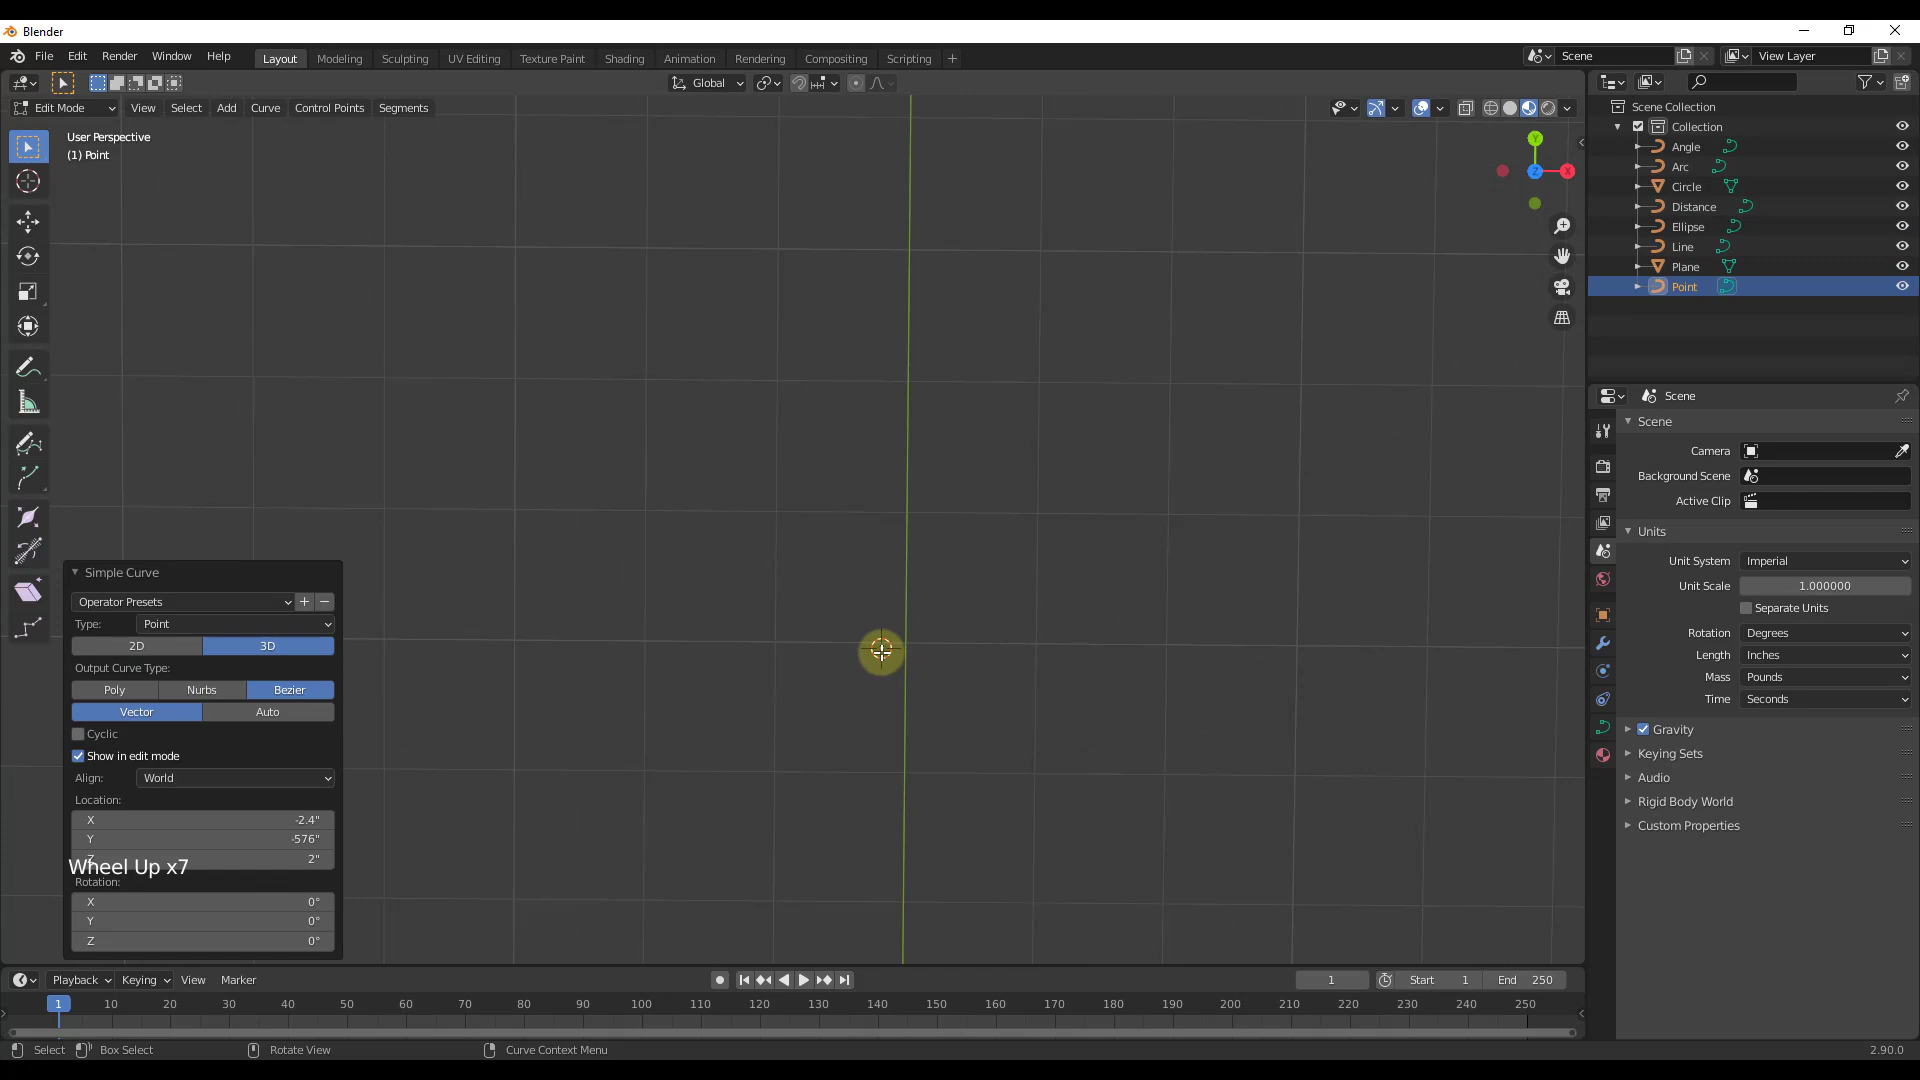 Blender
File Edit Render Window Help Layout Modeling Sculpting UV Editing Texture Paint Shading Animation Rendering Compositing Scripting + Scene View Layer
Global
Edit Mode View Select Add Curve Control Points Segments
User Perspective
(1) Point
Y
Z X
Scene Collection
Collection
Angle
Arc
Circle
Distance
Ellipse
Line
Plane
Point
Scene
Scene
Camera
Background Scene
Active Clip
Units
Unit System Imperial
Unit Scale 1.000000
Separate Units
Rotation Degrees
Length Inches
Mass Pounds
Time Seconds
Gravity
Keying Sets
Audio
Rigid Body World
Custom Properties
Simple Curve
Operator Presets + −
Type: Point
2D 3D
Output Curve Type:
Poly Nurbs Bezier
Vector Auto
Cyclic
Show in edit mode
Align: World
Location:
X -2.4"
Y -576"
Z 2"
Wheel Up x7
Rotation:
X 0°
Y 0°
Z 0°
Playback Keying View Marker 1 Start 1 End 250
1 10 20 30 40 50 60 70 80 90 100 110 120 130 140 150 160 170 180 190 200 210 220 230 240 250
Select Box Select Rotate View Curve Context Menu 2.90.0